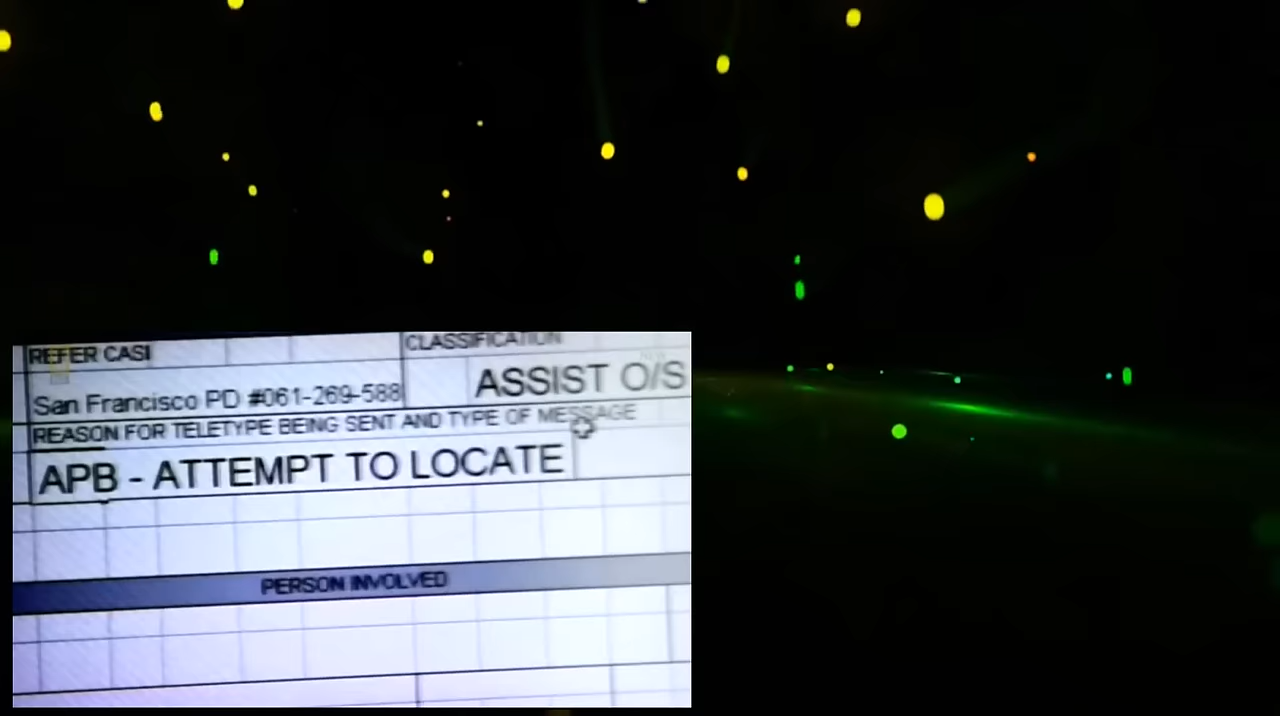 REFER CASE
CLASSIFICATION
San Francisco PD #061-269-588
ASSIST O/S
REASON FOR TELETYPE BEING SENT AND TYPE OF MESSAGE
APB - ATTEMPT TO LOCATE
PERSON INVOLVED